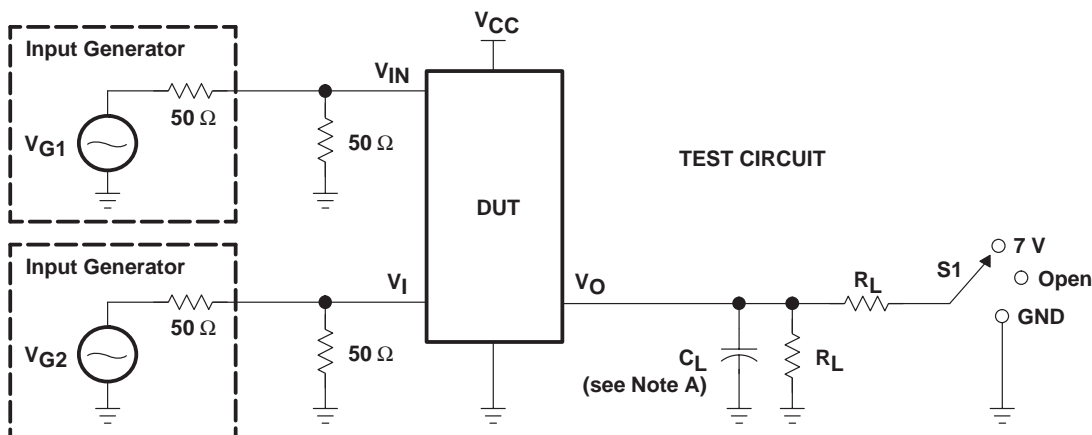 VCC
Input Generator
VIN
50 Ω
VG1
50 Ω
TEST CIRCUIT
DUT
Input Generator
7 V
S1
Open
VI
VO
RL
50 Ω
GND
VG2
50 Ω
CL
(see Note A)
RL